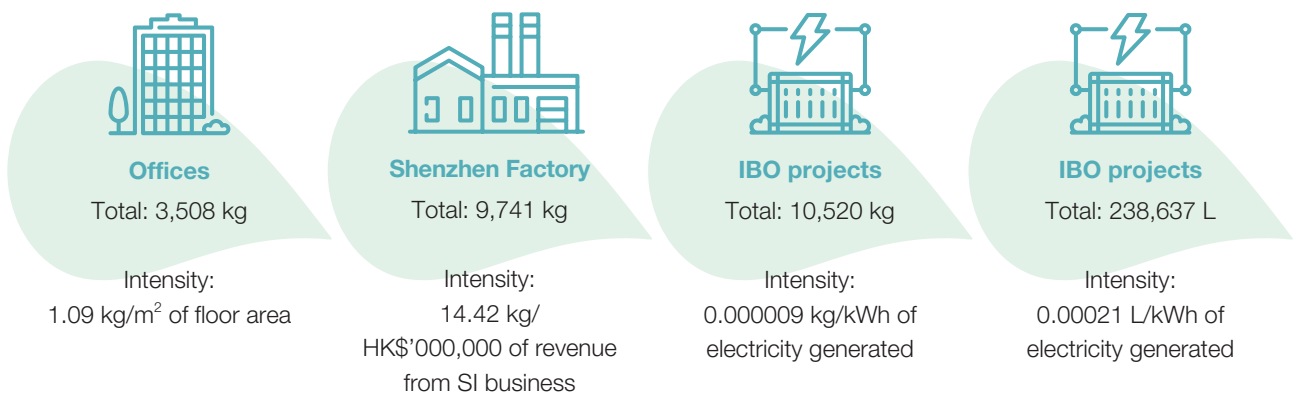 Offices
Total: 3,508 kg
Intensity:
1.09 kg/m² of floor area
Shenzhen Factory
Total: 9,741 kg
Intensity:
14.42 kg/
HK$’000,000 of revenue
from SI business
IBO projects
Total: 10,520 kg
Intensity:
0.000009 kg/kWh of
electricity generated
IBO projects
Total: 238,637 L
Intensity:
0.00021 L/kWh of
electricity generated